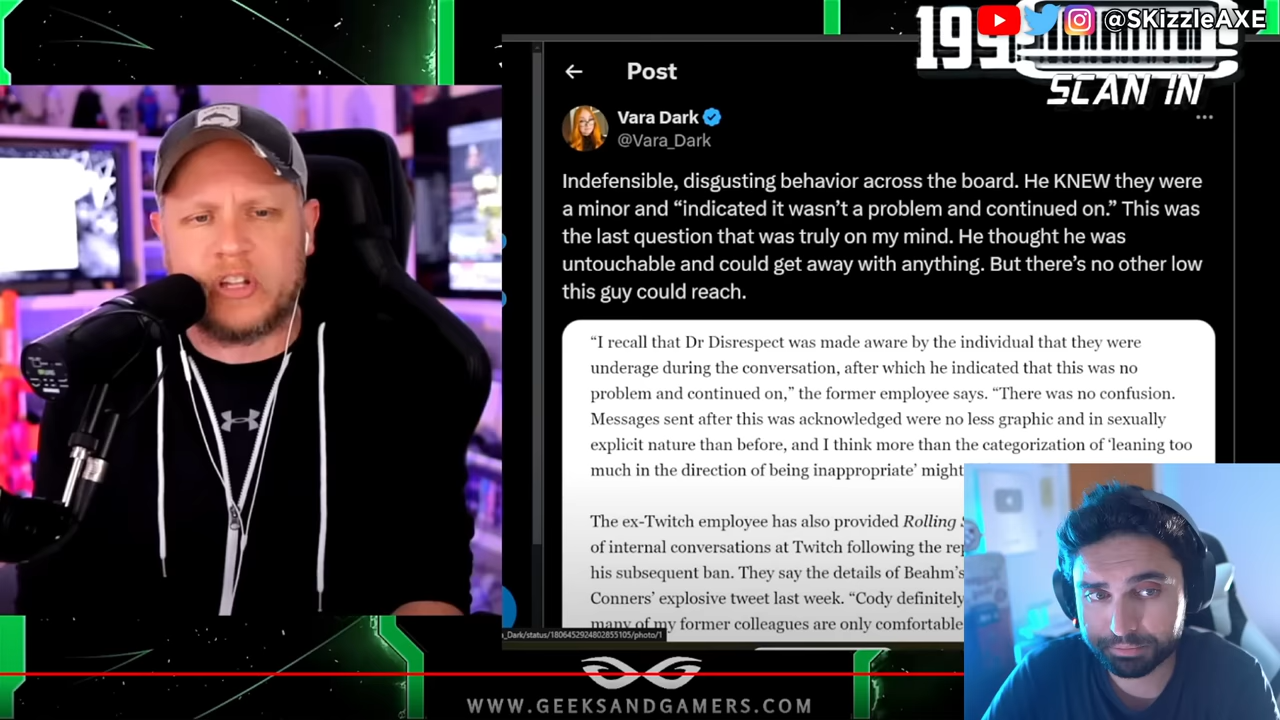 199
@SKizzleAXE
SCAN IN
Post
Vara Dark
@Vara_Dark
Indefensible, disgusting behavior across the board. He KNEW they were
a minor and “indicated it wasn’t a problem and continued on.” This was
the last question that was truly on my mind. He thought he was
untouchable and could get away with anything. But there’s no other low
this guy could reach.
“I recall that Dr Disrespect was made aware by the individual that they were
underage during the conversation, after which he indicated that this was no
problem and continued on,” the former employee says. “There was no confusion.
Messages sent after this was acknowledged were no less graphic and in sexually
explicit nature than before, and I think more than the categorization of ‘leaning too
much in the direction of being inappropriate’ might
The ex-Twitch employee has also provided Rolling S
of internal conversations at Twitch following the rep
his subsequent ban. They say the details of Beahm’s
Conners’ explosive tweet last week. “Cody definitely
many of my former colleagues are only comfortable
_Dark/status/1806452924802855105/photo/1
WWW.GEEKSANDGAMERS.COM